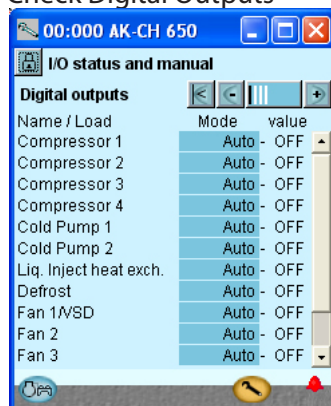 Check Digital Outputs
00:000 AK-CH 650
I/O status and manual
Digital outputs
Name / Load Mode value
Compressor 1 Auto - OFF
Compressor 2 Auto - OFF
Compressor 3 Auto - OFF
Compressor 4 Auto - OFF
Cold Pump 1 Auto - OFF
Cold Pump 2 Auto - OFF
Liq. Inject heat exch. Auto - OFF
Defrost Auto - OFF
Fan 1/VSD Auto - OFF
Fan 2 Auto - OFF
Fan 3 Auto - OFF